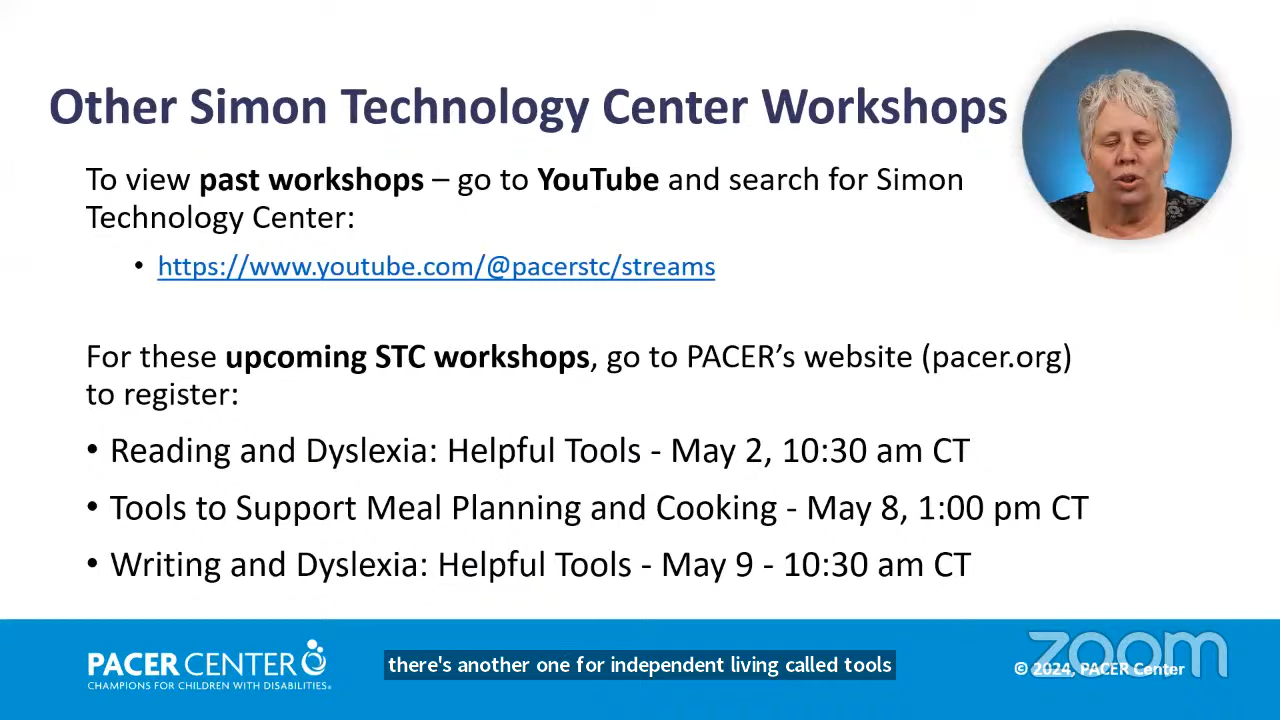 Other Simon Technology Center Workshops
To view past workshops – go to YouTube and search for Simon
Technology Center:
• https://www.youtube.com/@pacerstc/streams
For these upcoming STC workshops, go to PACER’s website (pacer.org)
to register:
• Reading and Dyslexia: Helpful Tools - May 2, 10:30 am CT
• Tools to Support Meal Planning and Cooking - May 8, 1:00 pm CT
• Writing and Dyslexia: Helpful Tools - May 9 - 10:30 am CT
PACER CENTER
CHAMPIONS FOR CHILDREN WITH DISABILITIES®
there's another one for independent living called tools
© 2024, PACER Center
zoom